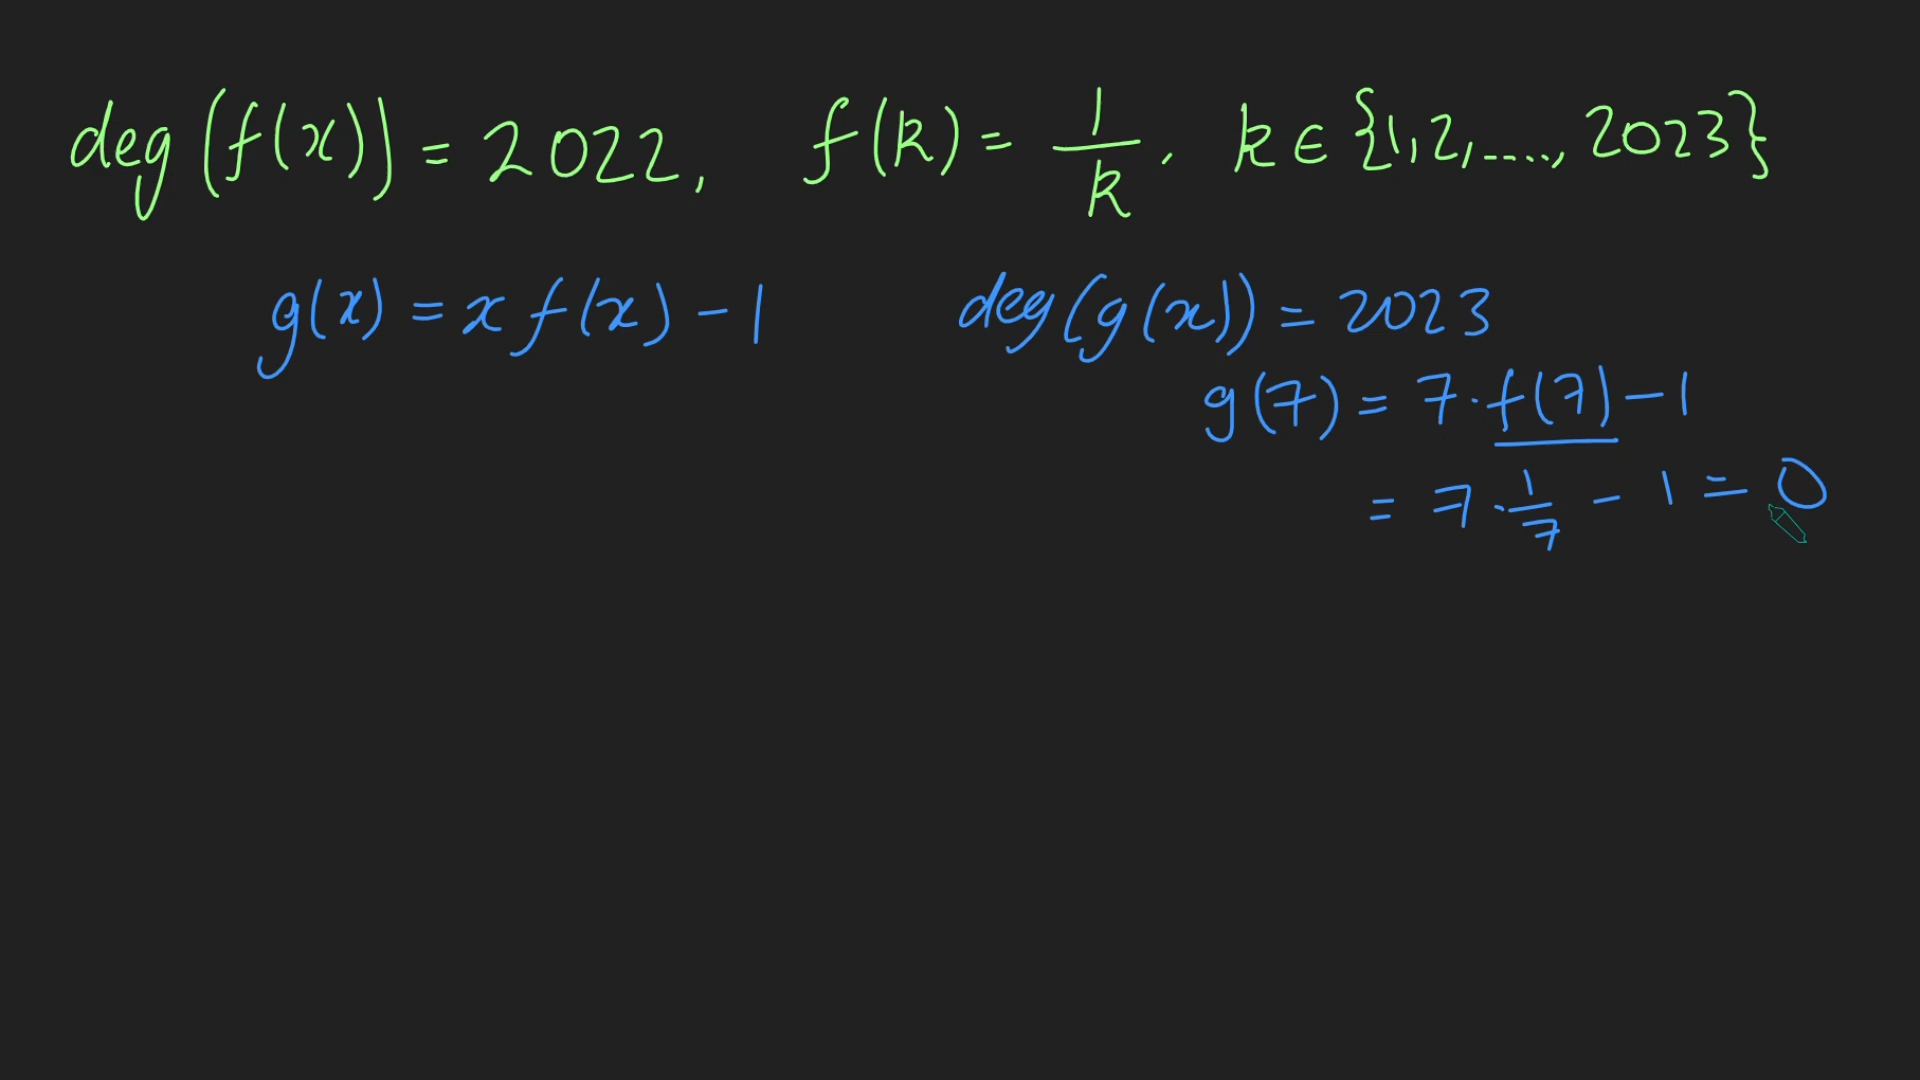 deg(f(x)) = 2022, f(k) = 1/k, k ∈ {1,2,....., 2023}
g(x) = x f(x) - 1 deg(g(x)) = 2023
g(7) = 7·f(7) - 1
= 7·1/7 - 1 = 0